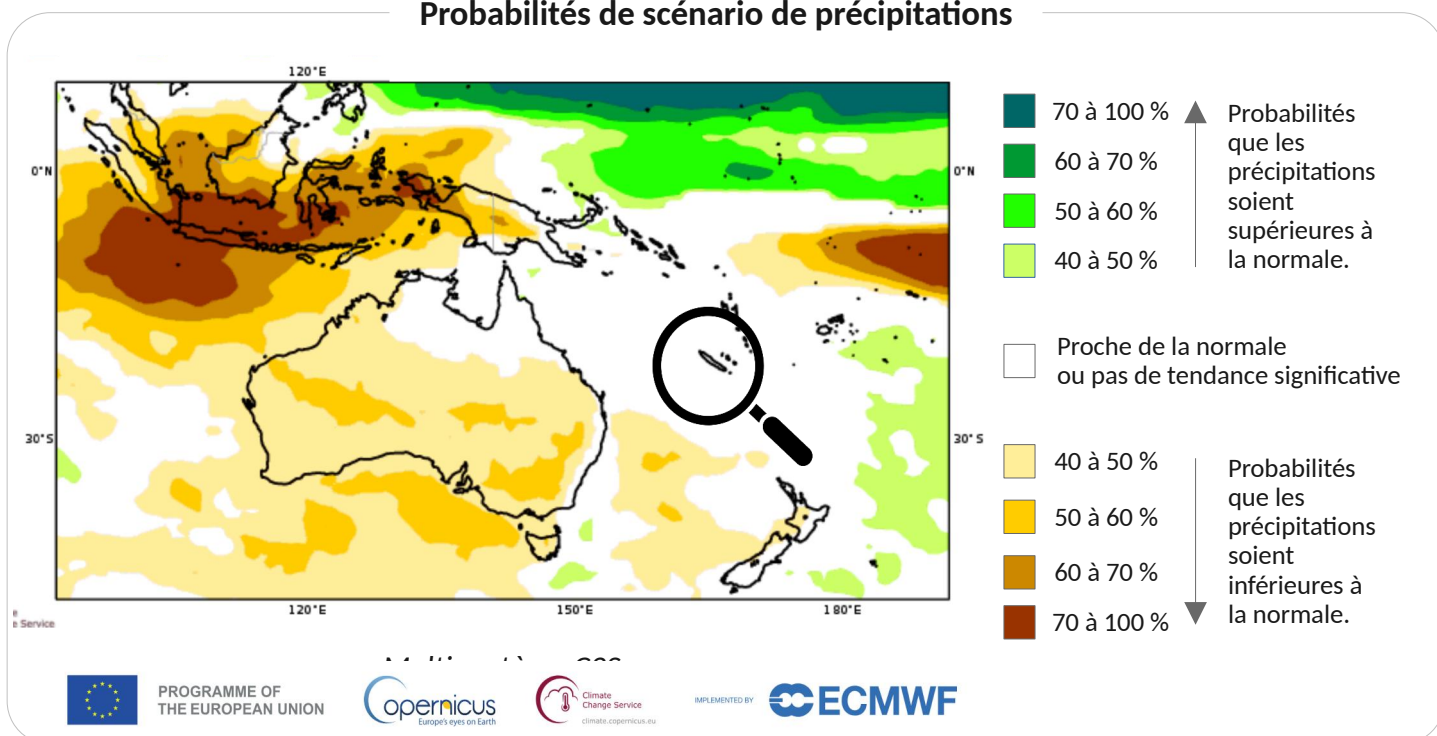 Probabilités de scénario de précipitations
120°E
0°N
0°N
30°S
30°S
120°E
150°E
180°E
e Service
70 à 100 %
60 à 70 %
50 à 60 %
40 à 50 %
Probabilités
que les
précipitations
soient
supérieures à
la normale.
Proche de la normale
ou pas de tendance significative
40 à 50 %
50 à 60 %
60 à 70 %
70 à 100 %
Probabilités
que les
précipitations
soient
inférieures à
la normale.
PROGRAMME OF
THE EUROPEAN UNION
opernicus
Europe's eyes on Earth
Climate
Change Service
climate.copernicus.eu
IMPLEMENTED BY
ECMWF